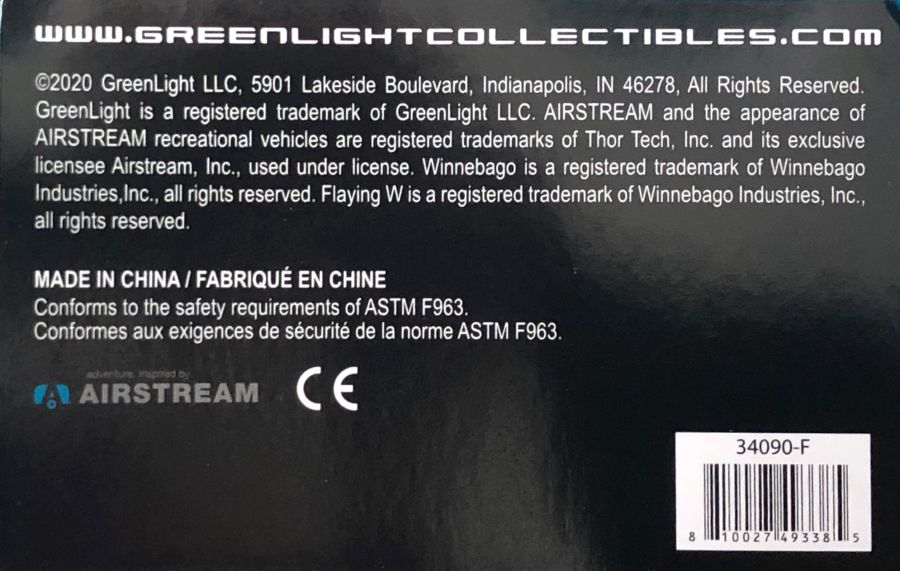 WWW.GREENLIGHTCOLLECTIBLES.COM
©2020 GreenLight LLC, 5901 Lakeside Boulevard, Indianapolis, IN 46278, All Rights Reserved.
GreenLight is a registered trademark of GreenLight LLC. AIRSTREAM and the appearance of
AIRSTREAM recreational vehicles are registered trademarks of Thor Tech, Inc. and its exclusive
licensee Airstream, Inc., used under license. Winnebago is a registered trademark of Winnebago
Industries,Inc., all rights reserved. Flaying W is a registered trademark of Winnebago Industries, Inc.,
all rights reserved.
MADE IN CHINA / FABRIQUÉ EN CHINE
Conforms to the safety requirements of ASTM F963.
Conformes aux exigences de sécurité de la norme ASTM F963.
adventure. inspired by
AIRSTREAM CE
34090-F
8 10027 49338 5